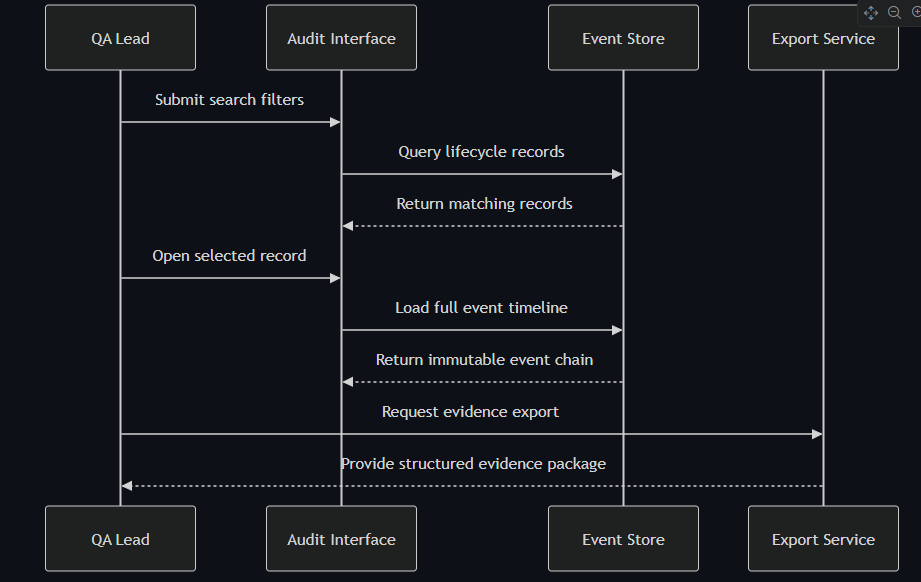 QA Lead
Audit Interface
Event Store
Export Service
Submit search filters
Query lifecycle records
Return matching records
Open selected record
Load full event timeline
Return immutable event chain
Request evidence export
Provide structured evidence package
QA Lead
Audit Interface
Event Store
Export Service